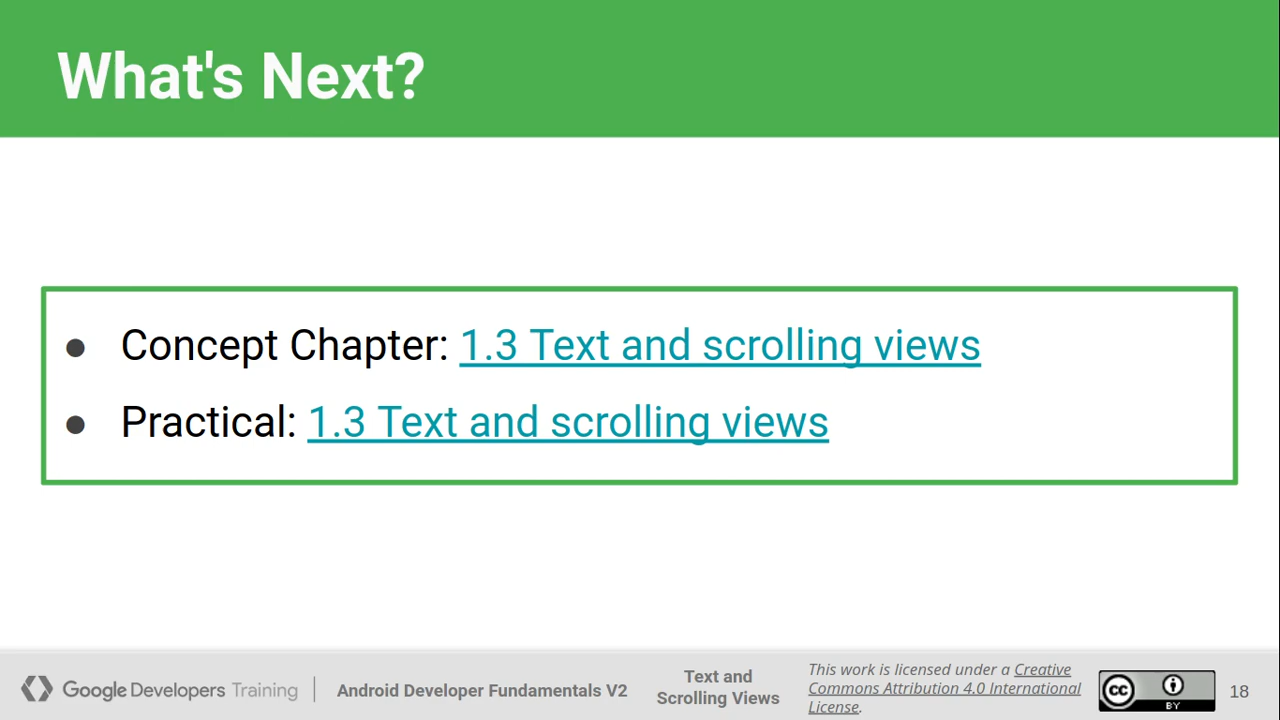 What's Next?
● Concept Chapter: 1.3 Text and scrolling views
● Practical: 1.3 Text and scrolling views
Google Developers Training
Android Developer Fundamentals V2
Text and
Scrolling Views
This work is licensed under a Creative
Commons Attribution 4.0 International
License.
cc BY
18